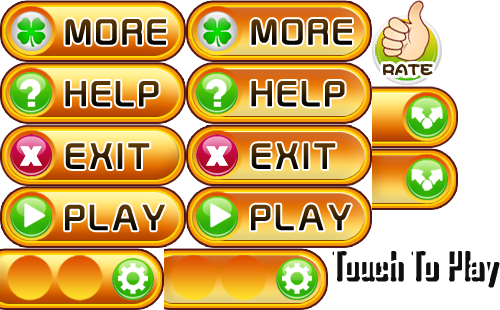 MORE MORE
RATE
HELP HELP
EXIT EXIT
PLAY PLAY
Touch To Play